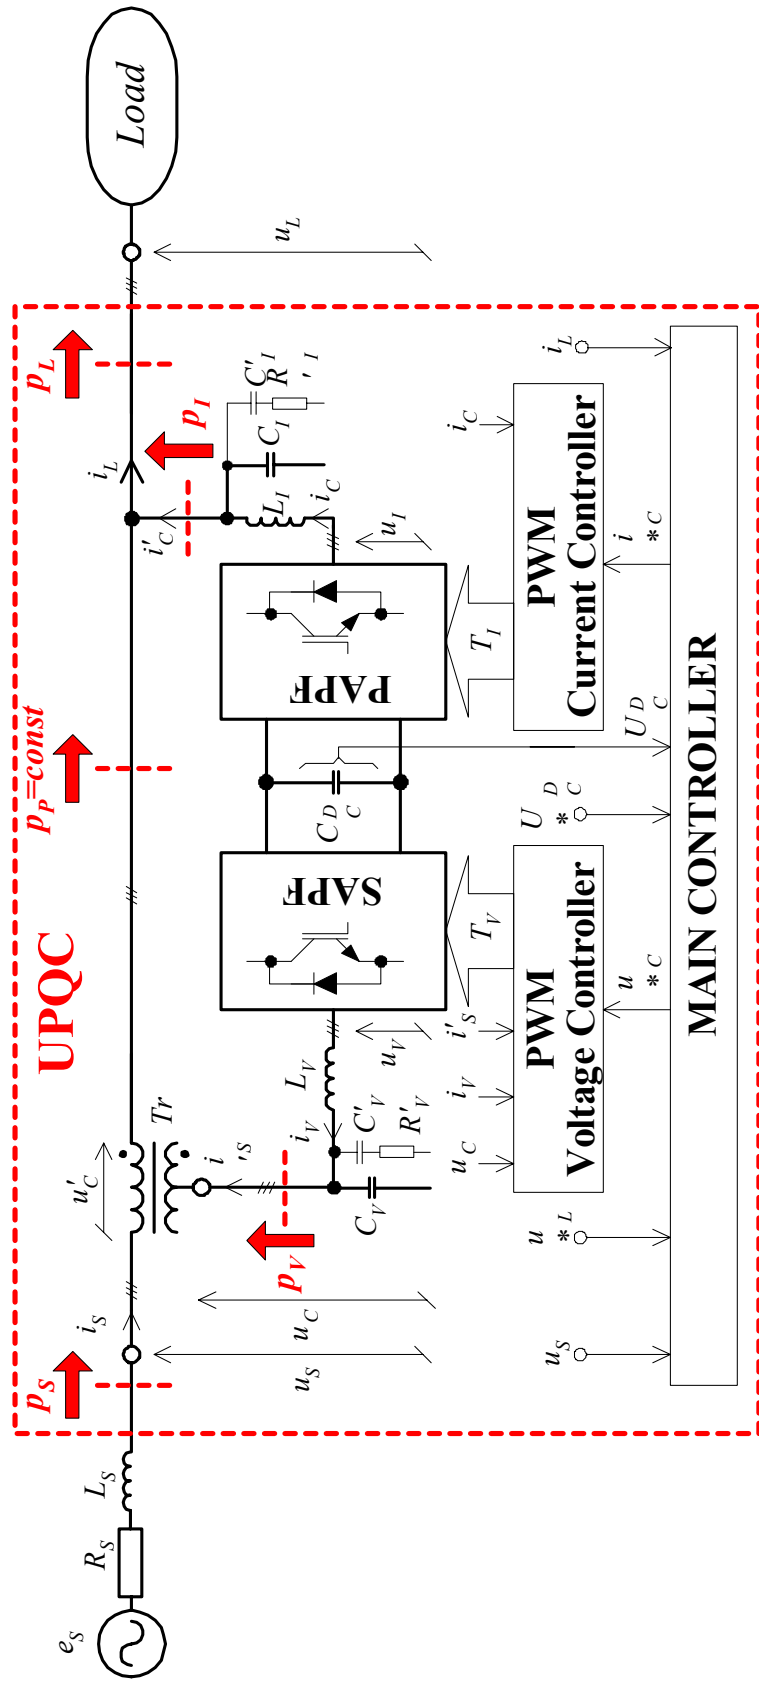 UPQC
p_S
p_P=const
p_L
e_S
R_S
L_S
i_S
u'_C
Tr
i'_C
i_L
Load
p_V
i'_S
p_I
u_S
u_C
C_V
i_V
C'_V
R'_V
L_V
u_V
SAPF
C_DC
PAPF
u_I
i_C
L_I
C_I
C'_I
R'_I
u_L
T_V
T_I
u_C
i_V
i'_S
PWM
Voltage Controller
i_C
PWM
Current Controller
u_S
u*_L
u*_C
U*_DC
U_DC
i*_C
i_L
MAIN CONTROLLER